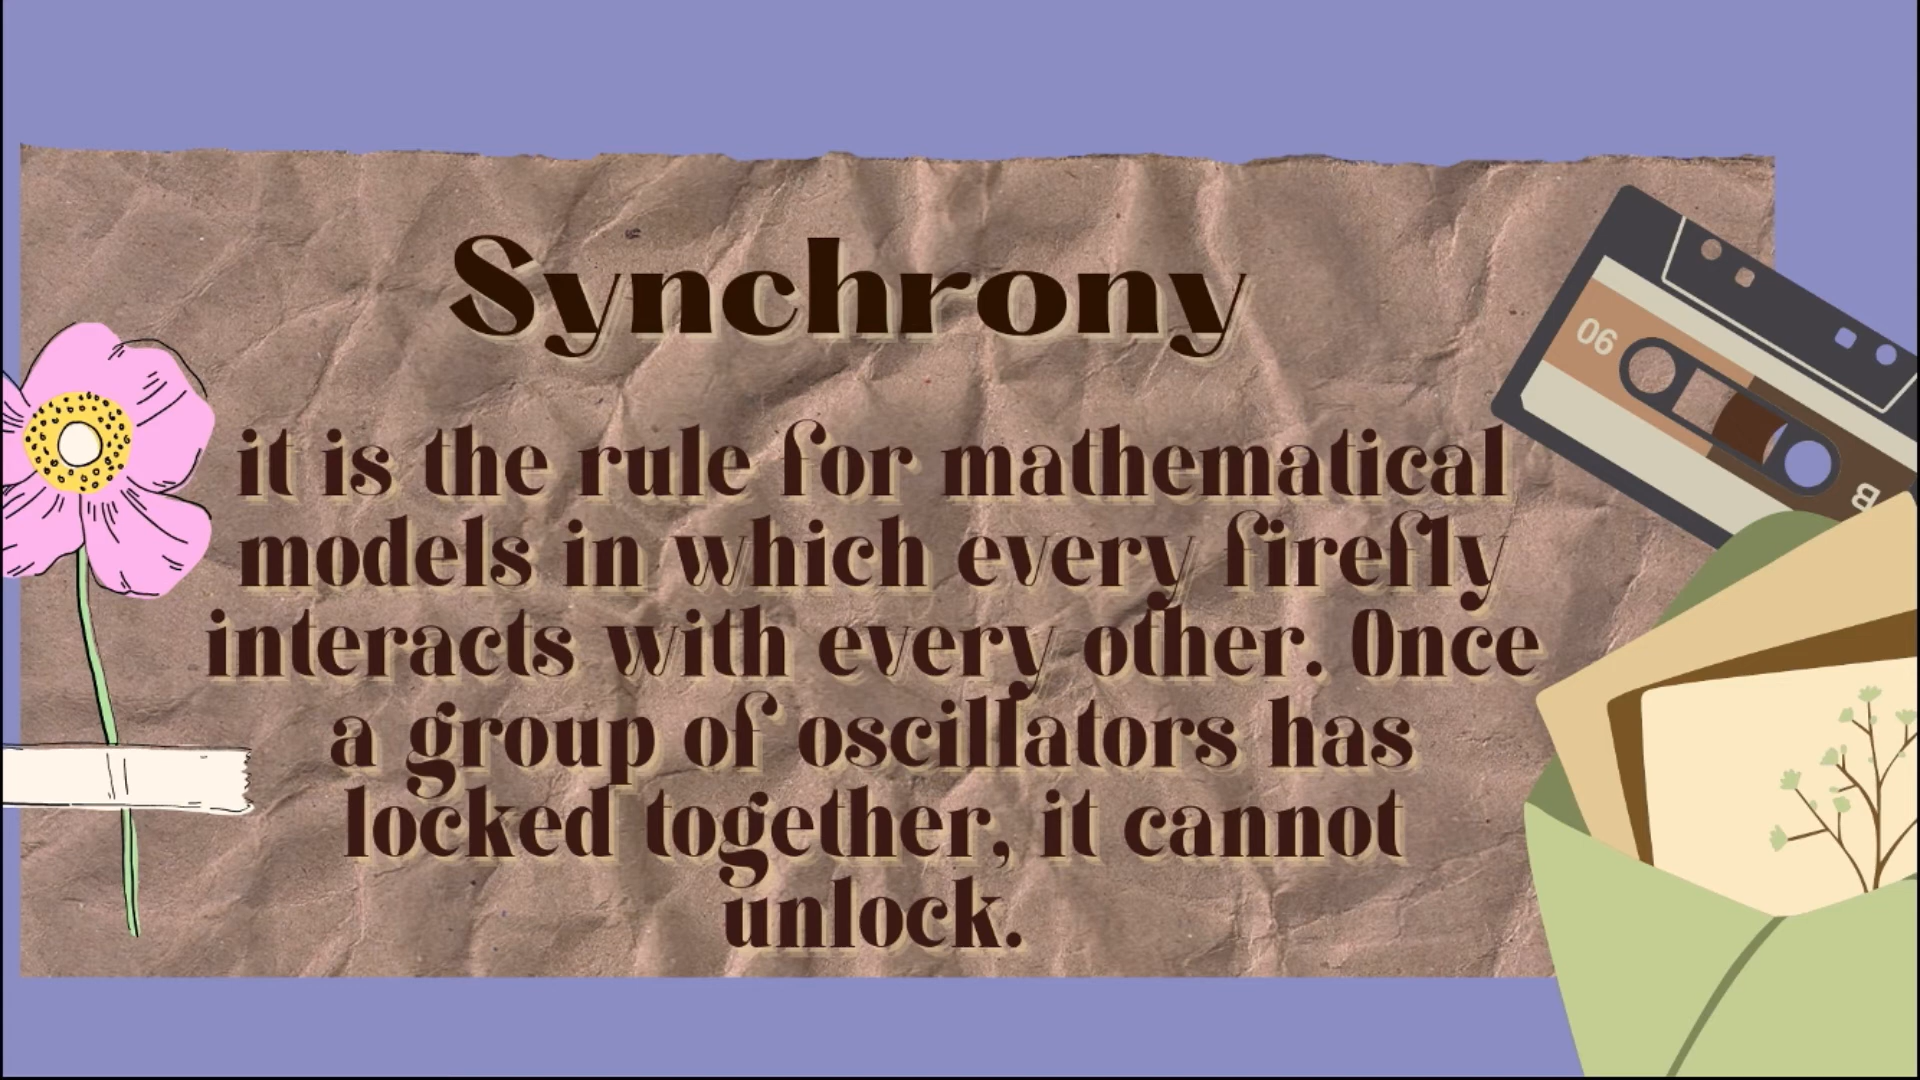 Synchrony
it is the rule for mathematical
models in which every firefly
interacts with every other. Once
a group of oscillators has
locked together, it cannot
unlock.
90
B